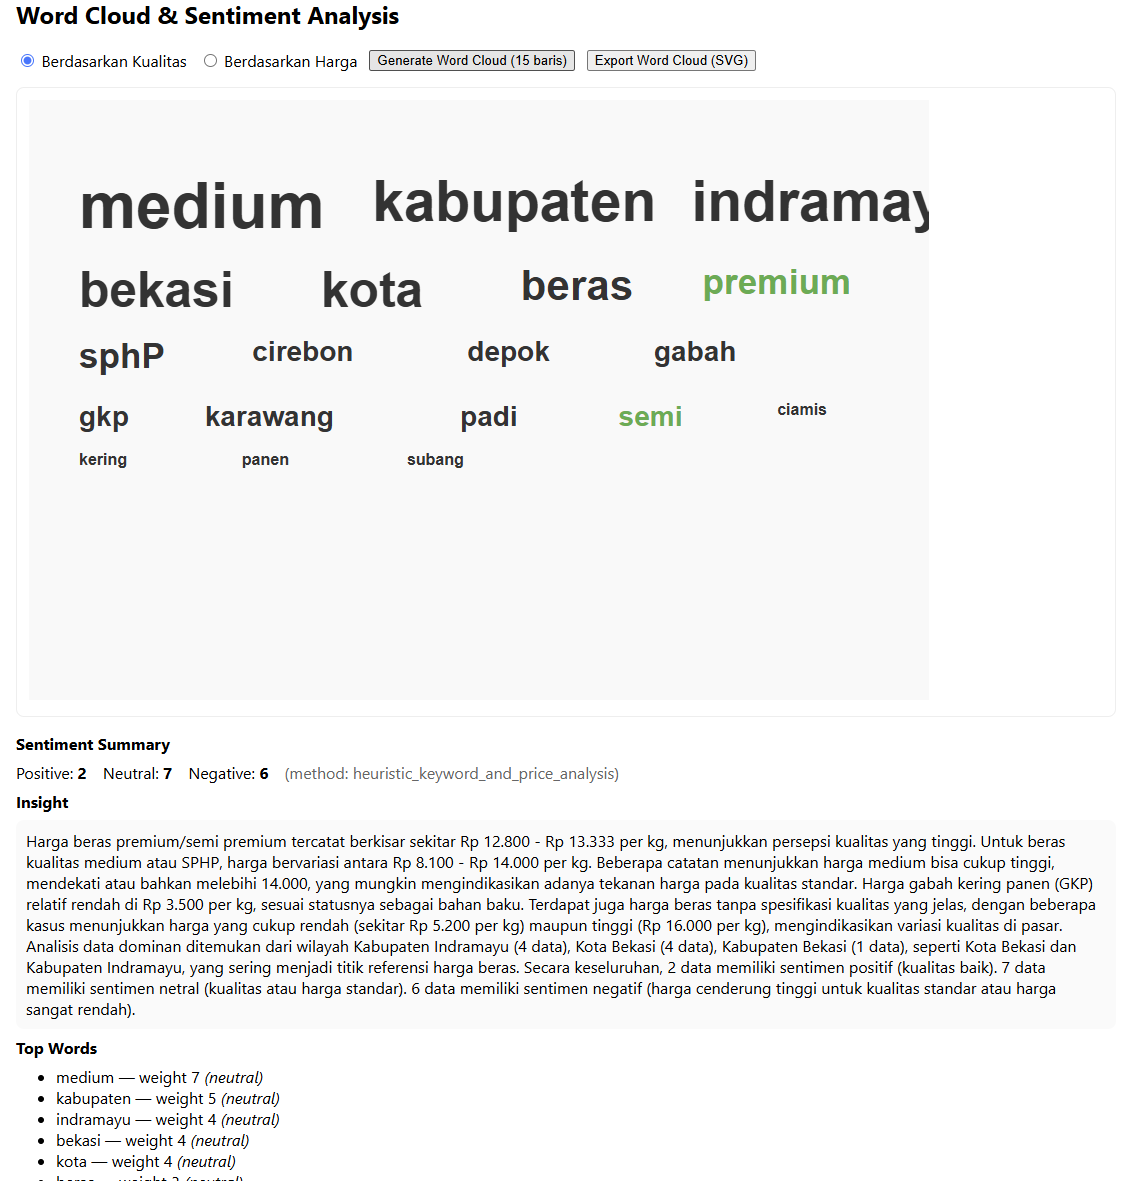 Word Cloud & Sentiment Analysis
Berdasarkan Kualitas Berdasarkan Harga Generate Word Cloud (15 baris) Export Word Cloud (SVG)
medium kabupaten indramay
bekasi kota beras premium
sphP cirebon depok gabah
gkp karawang padi semi ciamis
kering panen subang
Sentiment Summary
Positive: 2 Neutral: 7 Negative: 6 (method: heuristic_keyword_and_price_analysis)
Insight
Harga beras premium/semi premium tercatat berkisar sekitar Rp 12.800 - Rp 13.333 per kg, menunjukkan persepsi kualitas yang tinggi. Untuk beras
kualitas medium atau SPHP, harga bervariasi antara Rp 8.100 - Rp 14.000 per kg. Beberapa catatan menunjukkan harga medium bisa cukup tinggi,
mendekati atau bahkan melebihi 14.000, yang mungkin mengindikasikan adanya tekanan harga pada kualitas standar. Harga gabah kering panen (GKP)
relatif rendah di Rp 3.500 per kg, sesuai statusnya sebagai bahan baku. Terdapat juga harga beras tanpa spesifikasi kualitas yang jelas, dengan beberapa
kasus menunjukkan harga yang cukup rendah (sekitar Rp 5.200 per kg) maupun tinggi (Rp 16.000 per kg), mengindikasikan variasi kualitas di pasar.
Analisis data dominan ditemukan dari wilayah Kabupaten Indramayu (4 data), Kota Bekasi (4 data), Kabupaten Bekasi (1 data), seperti Kota Bekasi dan
Kabupaten Indramayu, yang sering menjadi titik referensi harga beras. Secara keseluruhan, 2 data memiliki sentimen positif (kualitas baik). 7 data
memiliki sentimen netral (kualitas atau harga standar). 6 data memiliki sentimen negatif (harga cenderung tinggi untuk kualitas standar atau harga
sangat rendah).
Top Words
medium — weight 7 (neutral)
kabupaten — weight 5 (neutral)
indramayu — weight 4 (neutral)
bekasi — weight 4 (neutral)
kota — weight 4 (neutral)